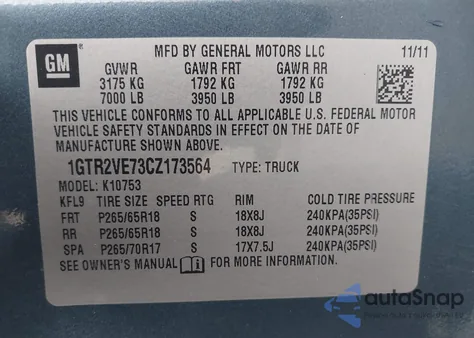 GM
MFD BY GENERAL MOTORS LLC 11/11
GVWR GAWR FRT GAWR RR
3175 KG 1792 KG 1792 KG
7000 LB 3950 LB 3950 LB
THIS VEHICLE CONFORMS TO ALL APPLICABLE U.S. FEDERAL MOTOR
VEHICLE SAFETY STANDARDS IN EFFECT ON THE DATE OF
MANUFACTURE SHOWN ABOVE.
1GTR2VE73CZ173564 TYPE: TRUCK
MODEL: K10753
KFL9 TIRE SIZE SPEED RTG RIM COLD TIRE PRESSURE
FRT P265/65R18 S 18X8J 240KPA(35PSI)
RR P265/65R18 S 18X8J 240KPA(35PSI)
SPA P265/70R17 S 17X7.5J 240KPA(35PSI)
SEE OWNER'S MANUAL i FOR MORE INFORMATION.
autoSnap